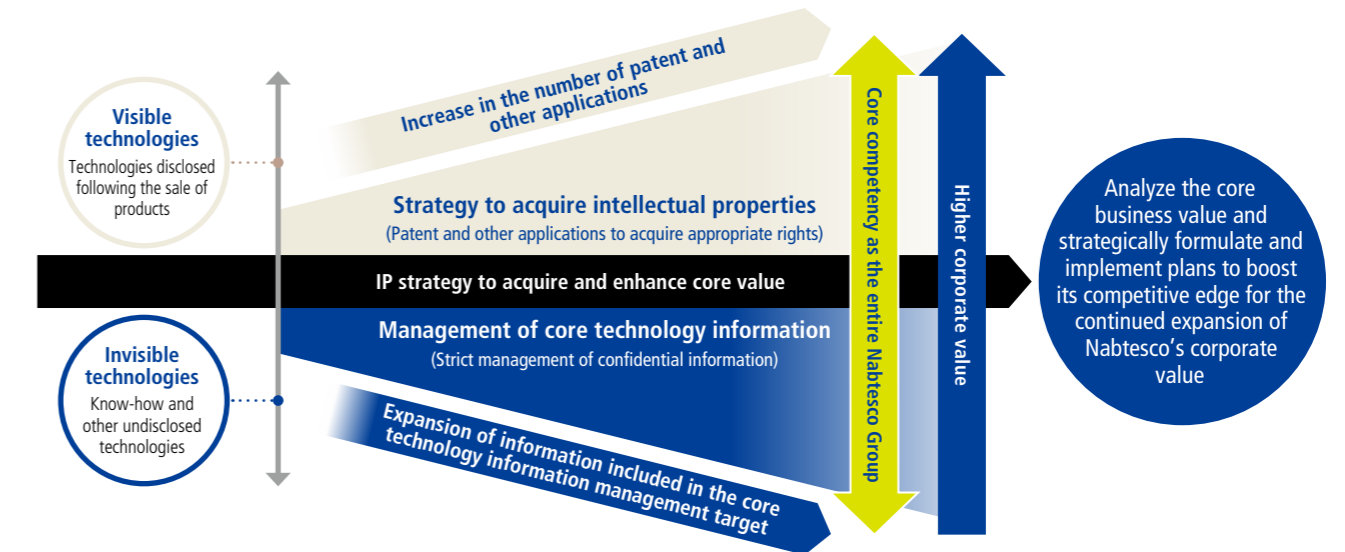 Visible
technologies
Technologies disclosed
following the sale of
products
Increase in the number of patent and
other applications
Strategy to acquire intellectual properties
(Patent and other applications to acquire appropriate rights)
IP strategy to acquire and enhance core value
Management of core technology information
(Strict management of confidential information)
Invisible
technologies
Know-how and
other undisclosed
technologies
Expansion of information included in the core
technology information management target
Core competency as the entire Nabtesco Group
Higher corporate value
Analyze the core
business value and
strategically formulate and
implement plans to boost
its competitive edge for the
continued expansion of
Nabtesco’s corporate
value